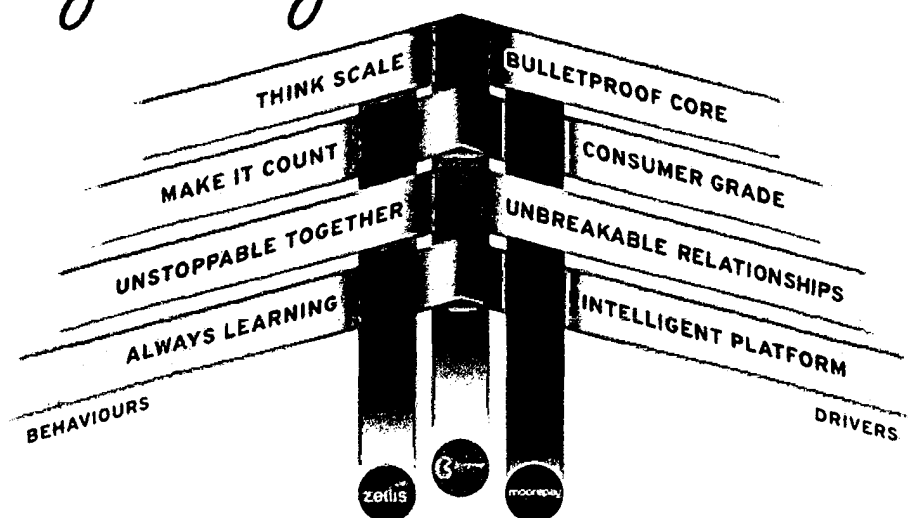 THINK SCALE
BULLETPROOF CORE
MAKE IT COUNT
CONSUMER GRADE
UNSTOPPABLE TOGETHER
UNBREAKABLE RELATIONSHIPS
ALWAYS LEARNING
INTELLIGENT PLATFORM
BEHAVIOURS
DRIVERS
zellis
moorepay